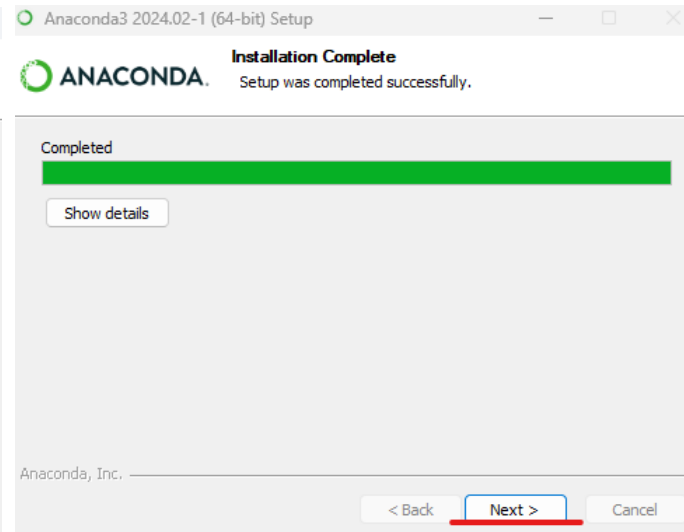 Anaconda3 2024.02-1 (64-bit) Setup
ANACONDA.
Installation Complete
Setup was completed successfully.
Completed
Show details
Anaconda, Inc.
< Back
Next >
Cancel